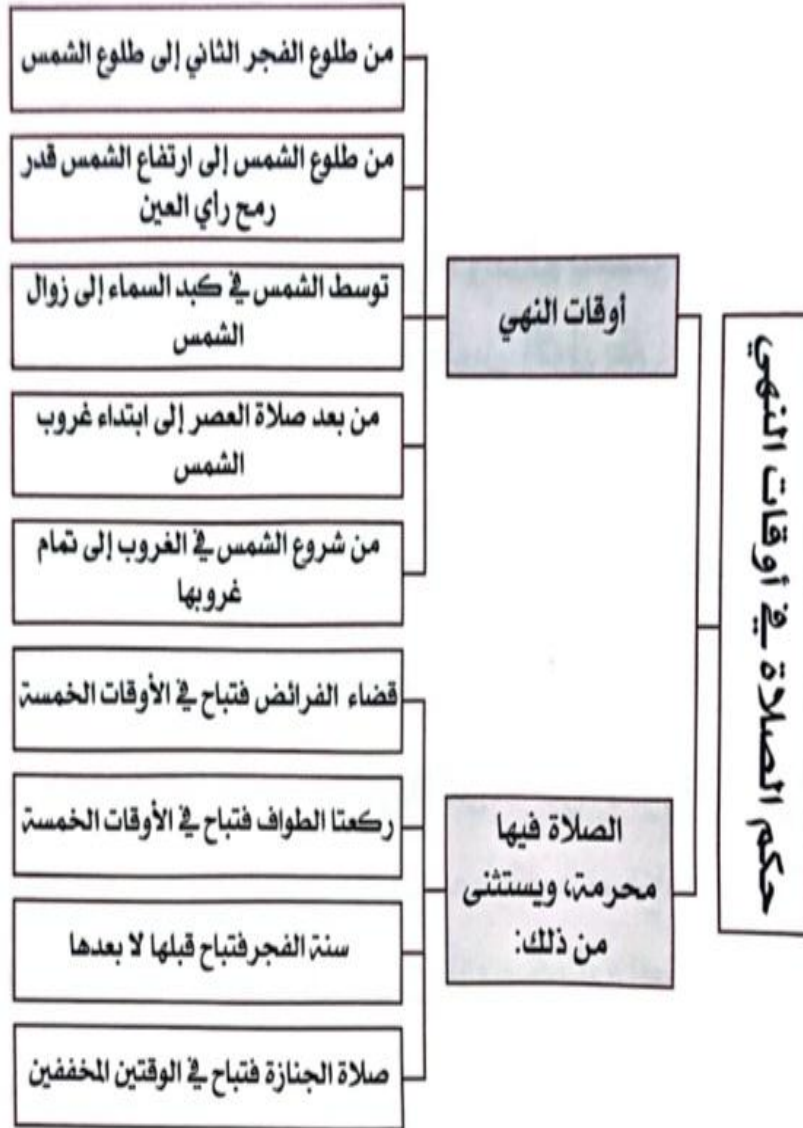 حكم الصلاة في أوقات النهي
أوقات النهي
من طلوع الفجر الثاني إلى طلوع الشمس
من طلوع الشمس إلى ارتفاع الشمس قدر
رمح رأي العين
توسط الشمس في كبد السماء إلى زوال
الشمس
من بعد صلاة العصر إلى ابتداء غروب
الشمس
من شروع الشمس في الغروب إلى تمام
غروبها
الصلاة فيها
محرمة، ويستثنى
من ذلك:
قضاء الفرائض فتباح في الأوقات الخمسة
ركعتا الطواف فتباح في الأوقات الخمسة
سنة الفجر فتباح قبلها لا بعدها
صلاة الجنازة فتباح في الوقتين المخففين